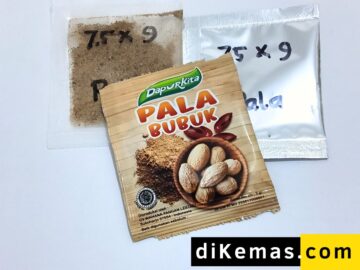 7.5 x 9
7.5 x 9
Pala
DapurKita
PALA
BUBUK
diKemas.com